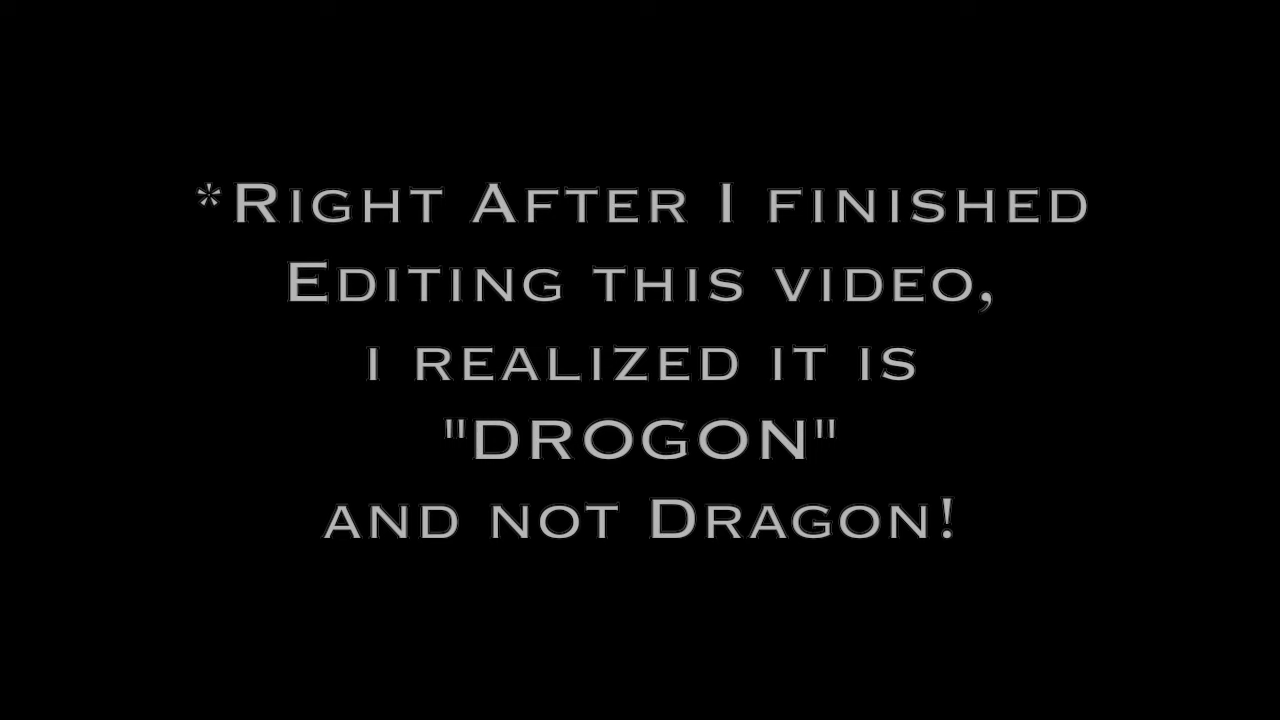 *Right After I finished
Editing this video,
i realized it is
"DROGON"
and not Dragon!